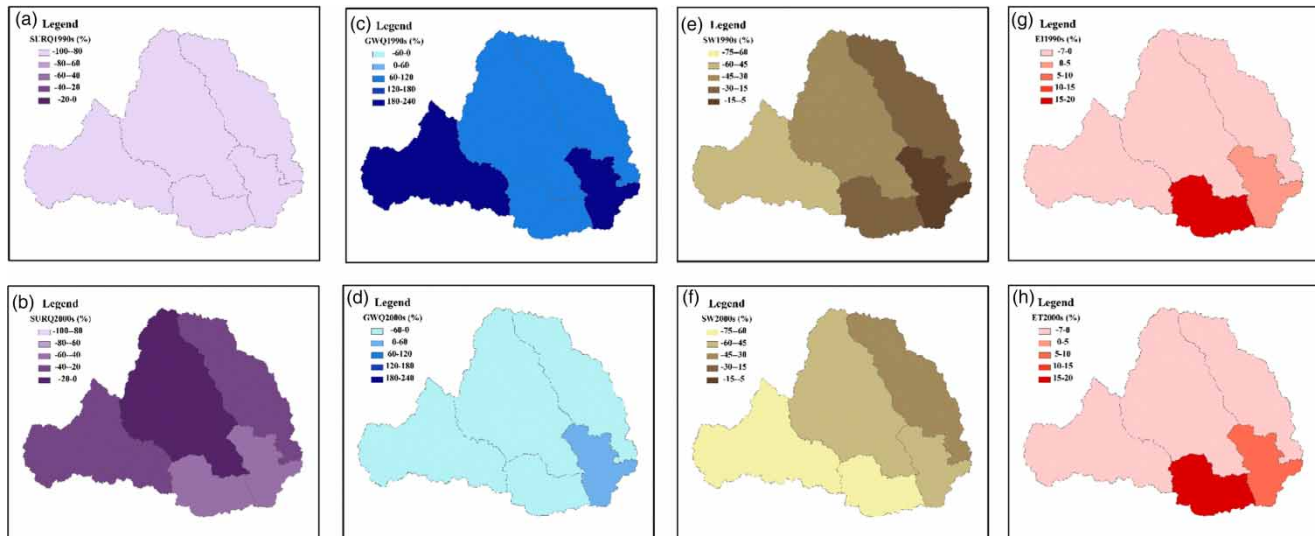 (a)
Legend
SURQ1990s (%)
-100--80
-80--60
-60--40
-40--20
-20-0
(c)
Legend
GWQ1990s (%)
-60-0
0-60
60-120
120-180
180-240
(e)
Legend
SW1990s (%)
-75--60
-60--45
-45--30
-30--15
-15--5
(g)
Legend
ET1990s (%)
-7-0
0-5
5-10
10-15
15-20
(b)
Legend
SURQ2000s (%)
-100--80
-80--60
-60--40
-40--20
-20-0
(d)
Legend
GWQ2000s (%)
-60-0
0-60
60-120
120-180
180-240
(f)
Legend
SW2000s (%)
-75--60
-60--45
-45--30
-30--15
-15--5
(h)
Legend
ET2000s (%)
-7-0
0-5
5-10
10-15
15-20